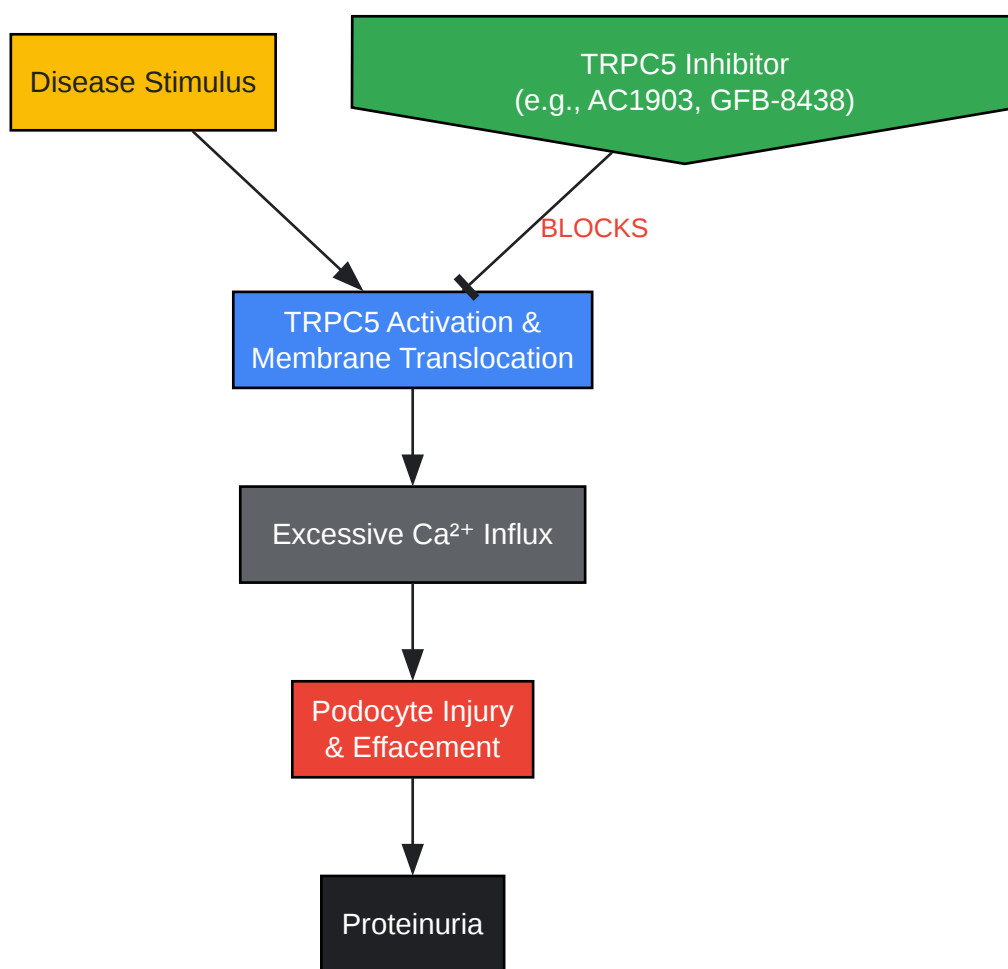 Disease Stimulus
TRPC5 Inhibitor
(e.g., AC1903, GFB-8438)
BLOCKS
TRPC5 Activation &
Membrane Translocation
Excessive Ca²⁺ Influx
Podocyte Injury
& Effacement
Proteinuria